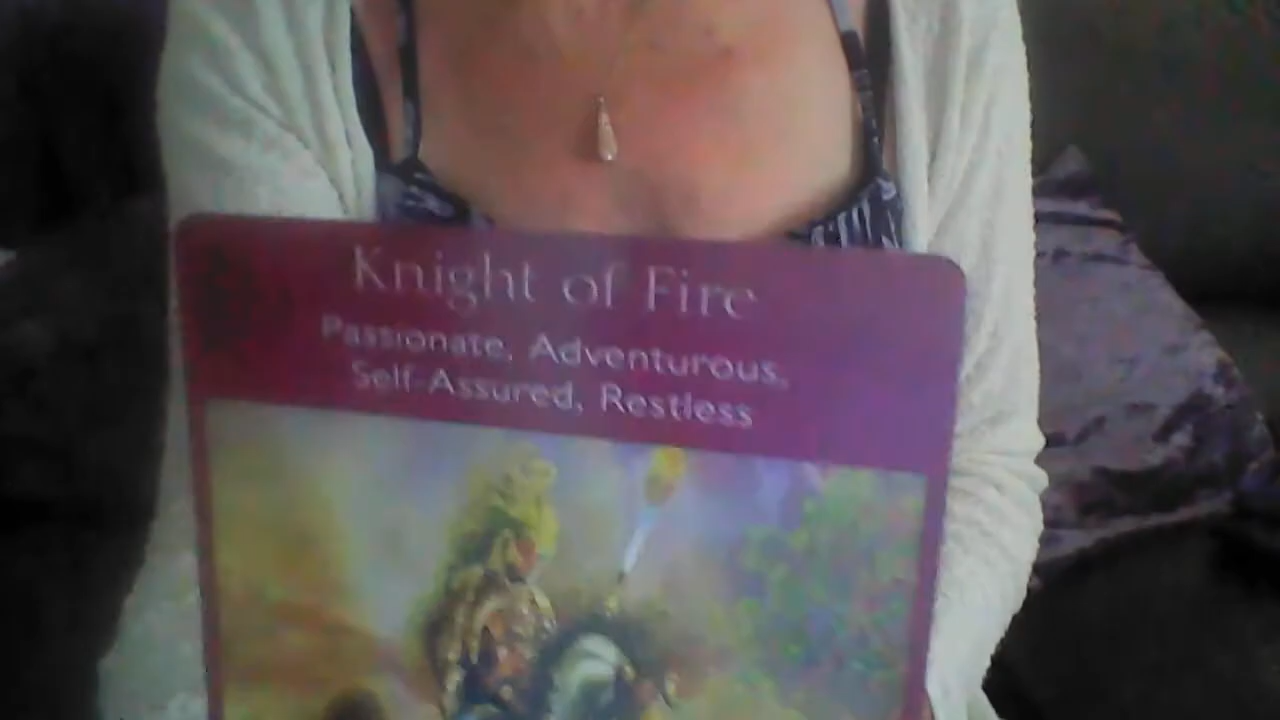 Knight of Fire
Passionate, Adventurous,
Self-Assured, Restless